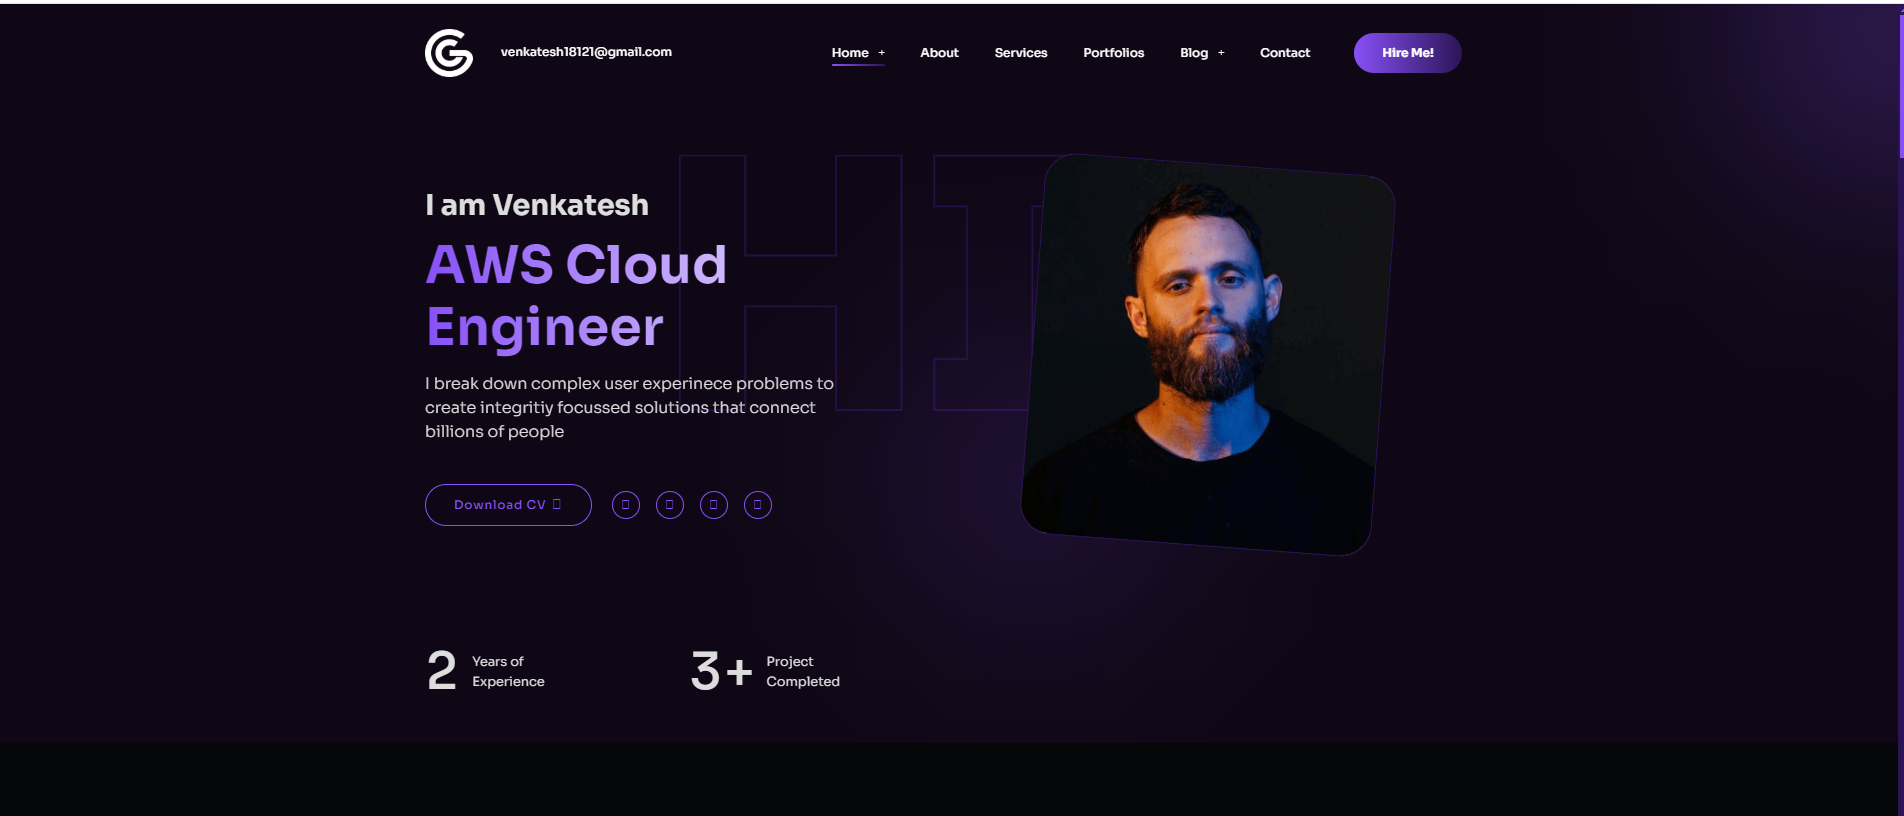 venkatesh18121@gmail.com
Home +
About
Services
Portfolios
Blog +
Contact
Hire Me!
HI
I am Venkatesh
AWS Cloud
Engineer
I break down complex user experinece problems to
create integritiy focussed solutions that connect
billions of people
Download CV
2
Years of
Experience
3+
Project
Completed